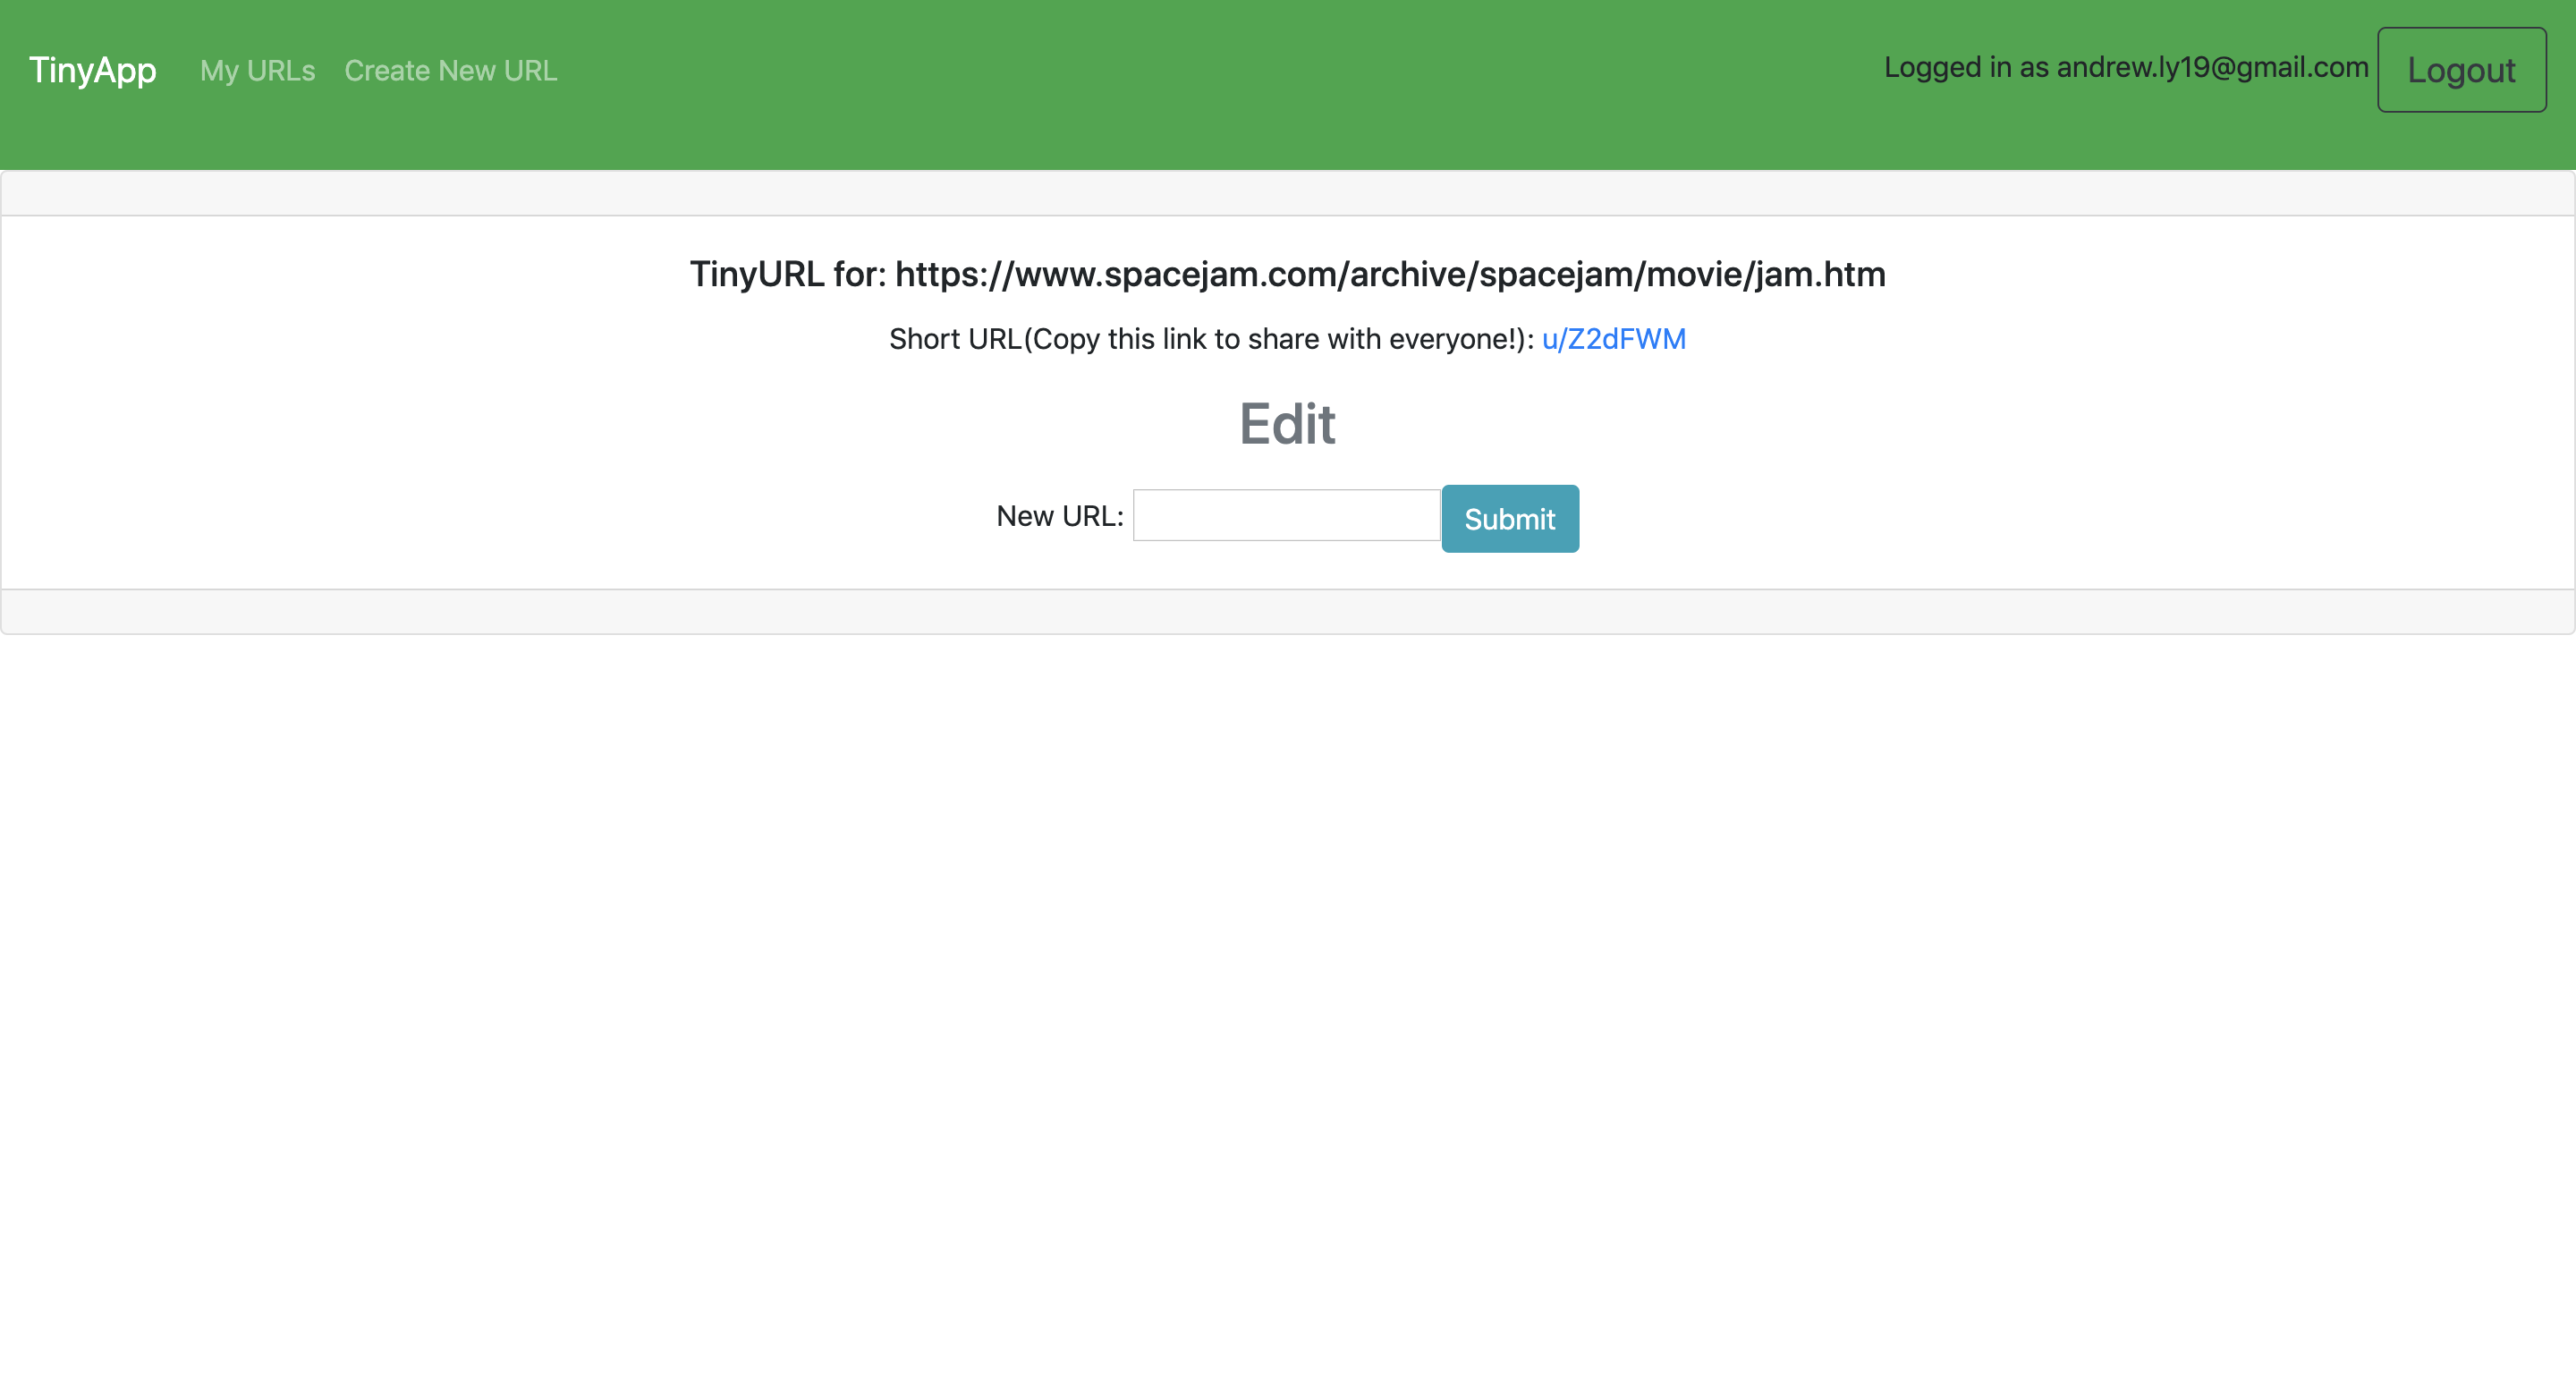 TinyApp My URLs Create New URL Logged in as andrew.ly19@gmail.com Logout
TinyURL for: https://www.spacejam.com/archive/spacejam/movie/jam.htm
Short URL(Copy this link to share with everyone!): u/Z2dFWM
Edit
New URL: Submit